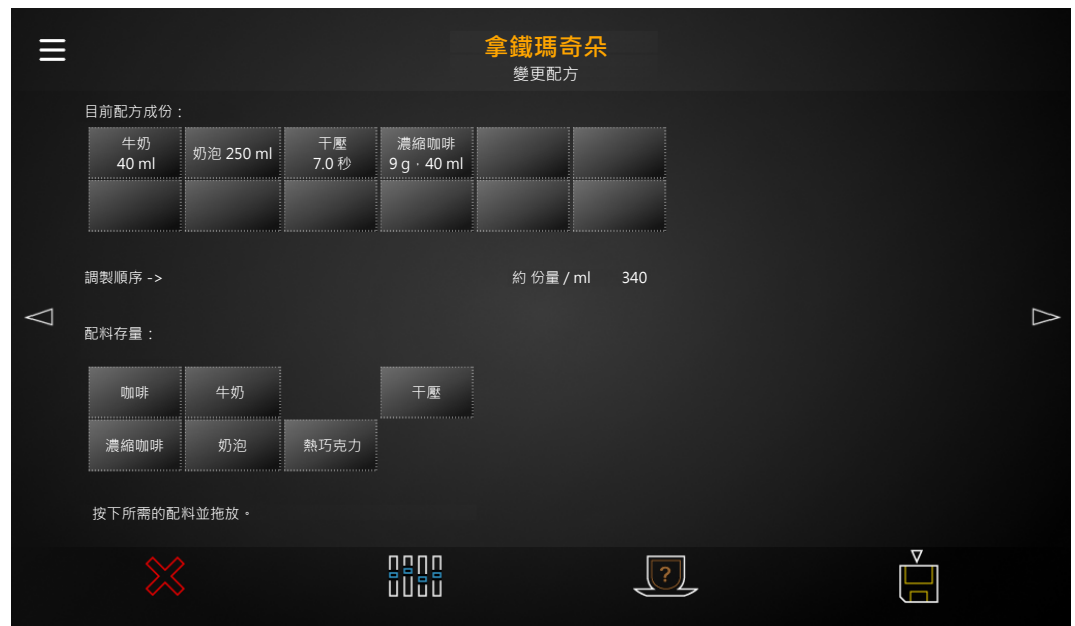 拿鐵瑪奇朵
變更配方
目前配方成份：
牛奶
40 ml
奶泡 250 ml
干壓
7.0 秒
濃縮咖啡
9 g · 40 ml
調製順序 ->
約 份量 / ml 340
配料存量：
咖啡 牛奶 干壓
濃縮咖啡 奶泡 熱巧克力
按下所需的配料並拖放。
?